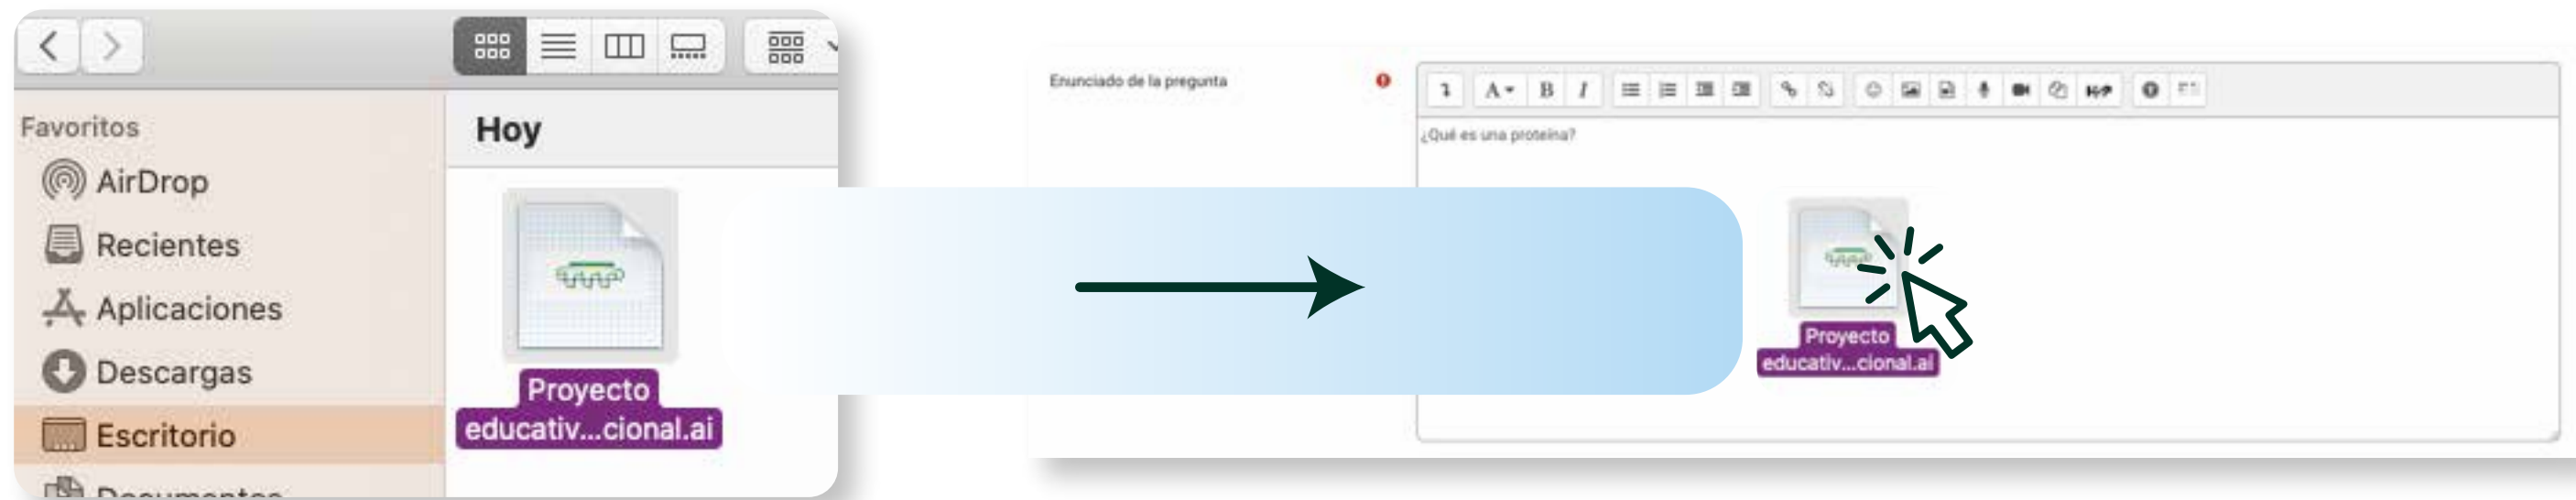 Favoritos
AirDrop
Recientes
Aplicaciones
Descargas
Escritorio
Documentos
Hoy
Proyecto
educativ...cional.ai
Enunciado de la pregunta
A B I
H-P
¿Qué es una proteína?
Proyecto
educativ...cional.ai